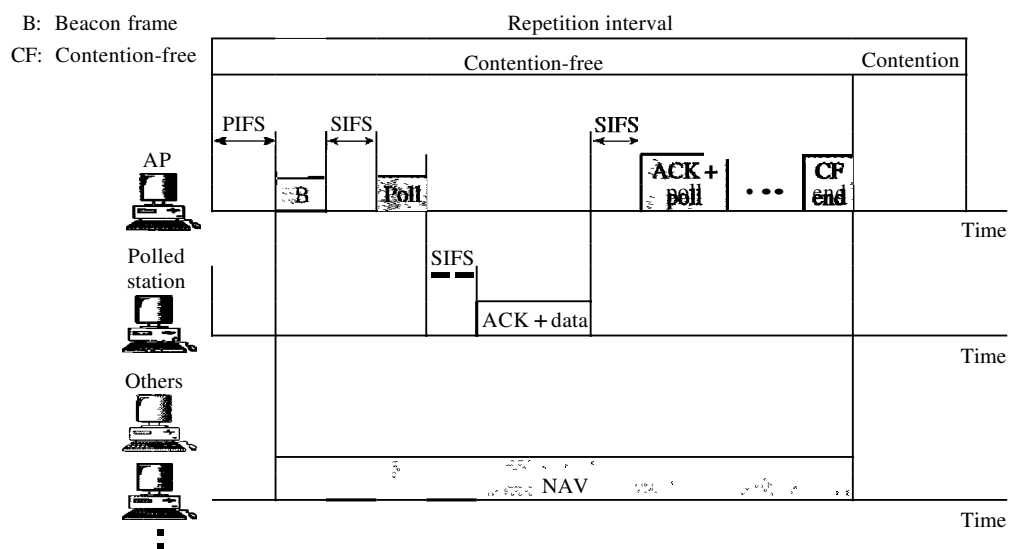 B: Beacon frame
CF: Contention-free
Repetition interval
Contention-free
Contention
PIFS
SIFS
SIFS
AP
B
Poll
ACK +
poll
CF
end
Time
Polled
station
SIFS
ACK + data
Time
Others
NAV
Time